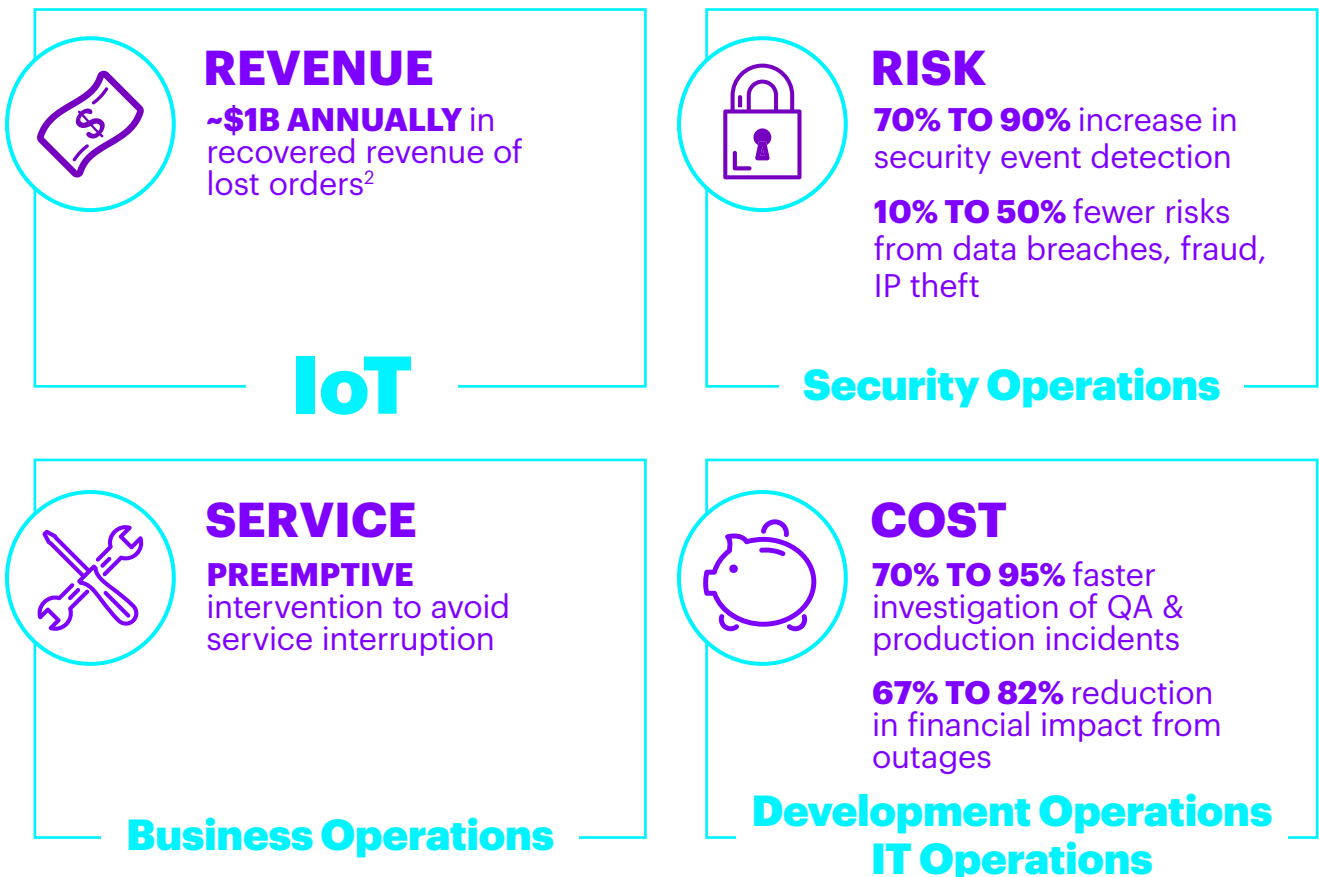 REVENUE
~$1B ANNUALLY in
recovered revenue of
lost orders²
IoT
RISK
70% TO 90% increase in
security event detection
10% TO 50% fewer risks
from data breaches, fraud,
IP theft
Security Operations
SERVICE
PREEMPTIVE
intervention to avoid
service interruption
Business Operations
COST
70% TO 95% faster
investigation of QA &
production incidents
67% TO 82% reduction
in financial impact from
outages
Development Operations
IT Operations